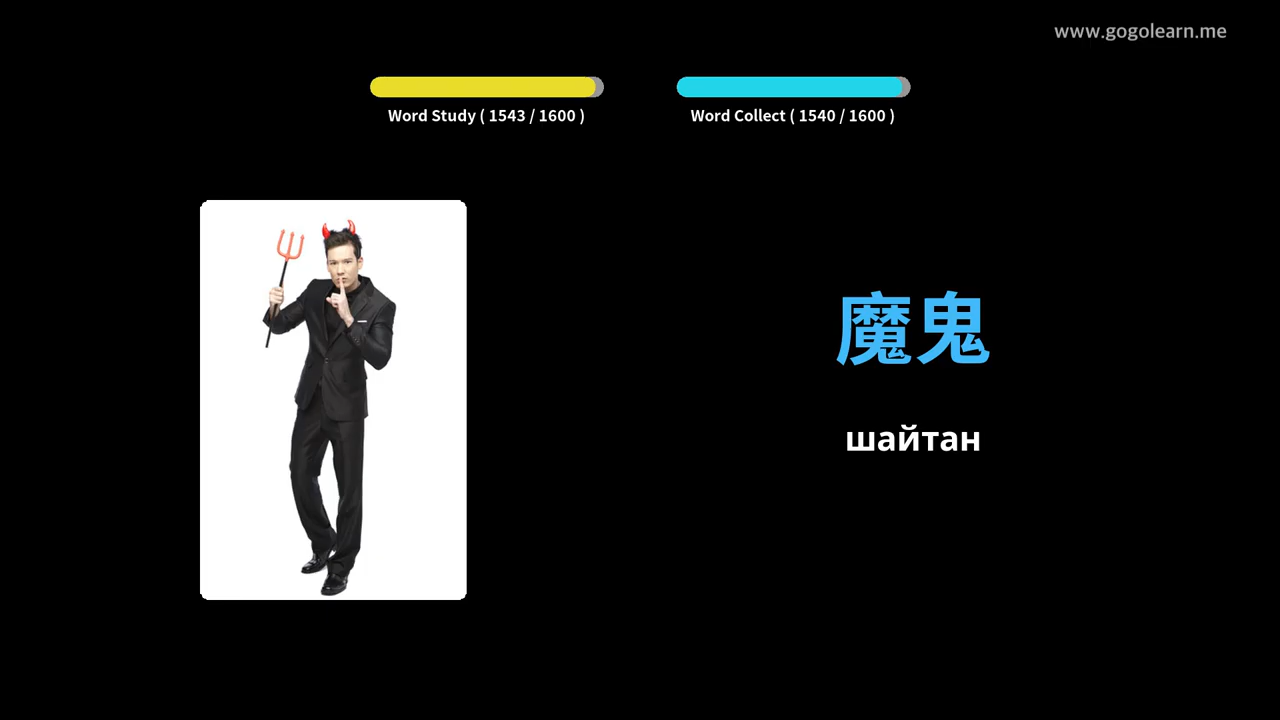 www.gogolearn.me
Word Study ( 1543 / 1600 )
Word Collect ( 1540 / 1600 )
魔鬼
шайтан